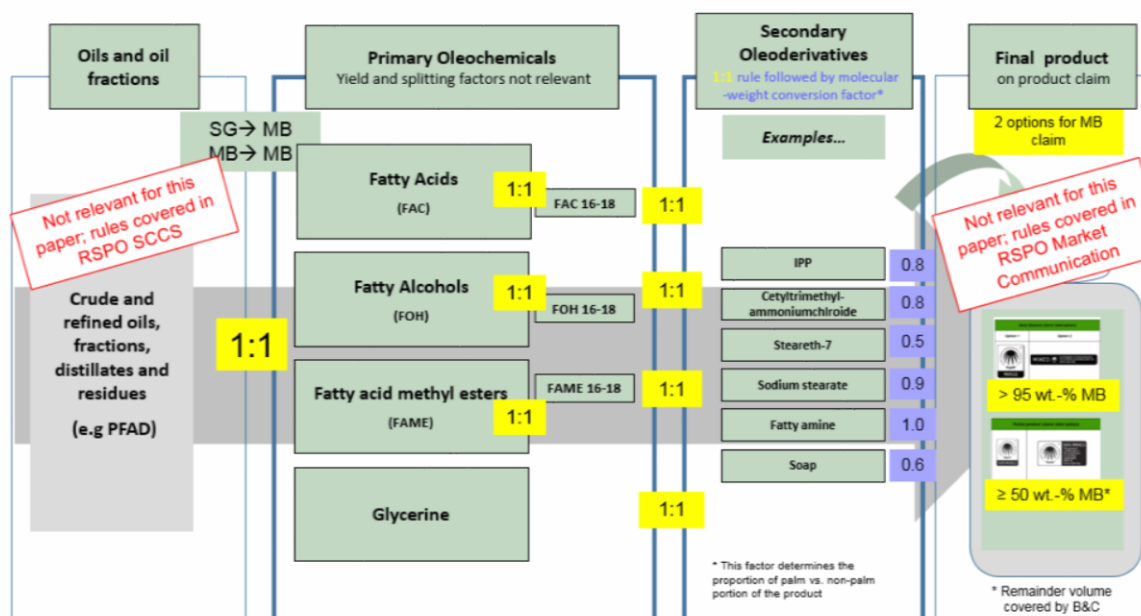 Oils and oil
fractions
Primary Oleochemicals
Yield and splitting factors not relevant
Secondary
Oleoderivatives
1:1 rule followed by molecular
-weight conversion factor*
Final product
on product claim
SG→ MB
MB→ MB
Examples...
2 options for MB
claim
Not relevant for this
paper; rules covered in
RSPO SCCS
Crude and
refined oils,
fractions,
distillates and
residues
(e.g PFAD)
1:1
Fatty Acids
(FAC)
1:1
FAC 16-18
1:1
Fatty Alcohols
(FOH)
1:1
FOH 16-18
1:1
Fatty acid methyl esters
(FAME)
1:1
FAME 16-18
1:1
Glycerine
1:1
IPP
0.8
Cetyltrimethyl-
ammoniumchlroide
0.8
Steareth-7
0.5
Sodium stearate
0.9
Fatty amine
1.0
Soap
0.6
* This factor determines the
proportion of palm vs. non-palm
portion of the product
Not relevant for this
paper; rules covered in
RSPO Market
Communication
MIXED
> 95 wt.-% MB
≥ 50 wt.-% MB*
* Remainder volume
covered by B&C